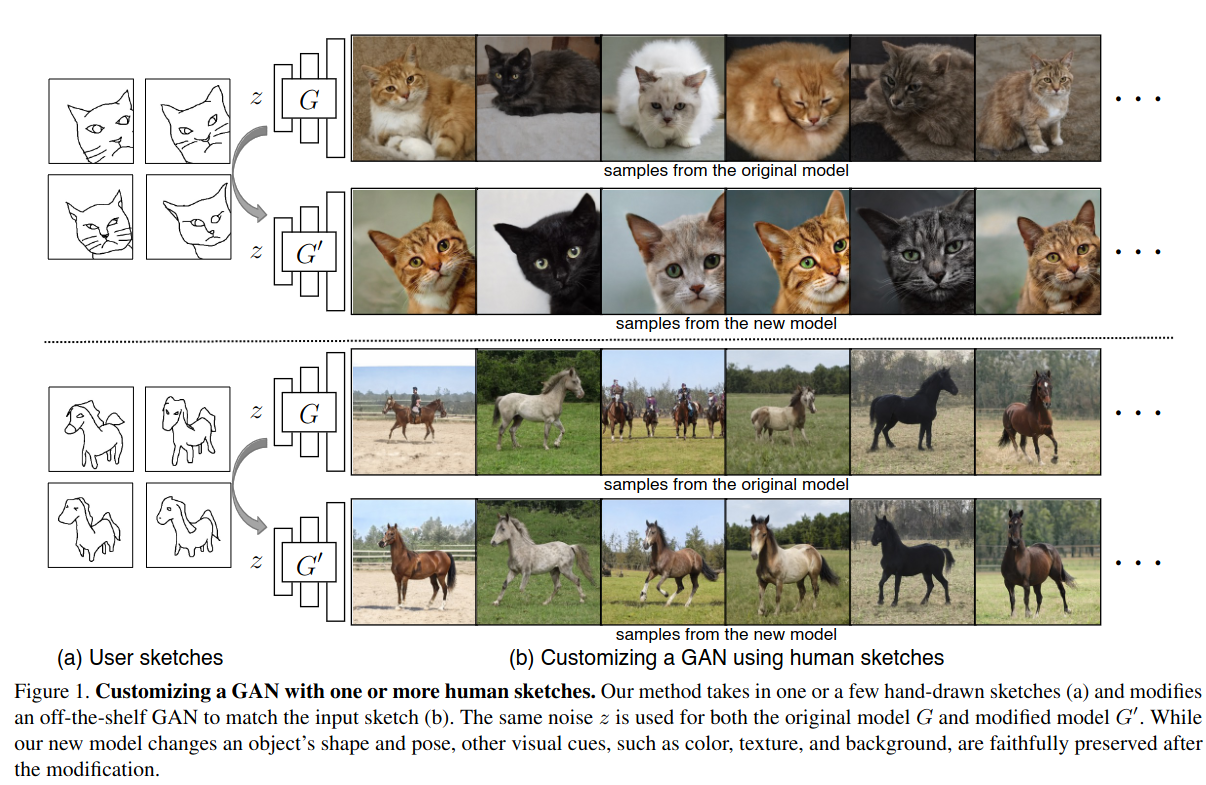 z
G
· · ·
samples from the original model
z
G′
· · ·
samples from the new model
z
G
· · ·
samples from the original model
z
G′
· · ·
samples from the new model
(a) User sketches
(b) Customizing a GAN using human sketches
Figure 1. Customizing a GAN with one or more human sketches. Our method takes in one or a few hand-drawn sketches (a) and modifies
an off-the-shelf GAN to match the input sketch (b). The same noise z is used for both the original model G and modified model G′. While
our new model changes an object's shape and pose, other visual cues, such as color, texture, and background, are faithfully preserved after
the modification.